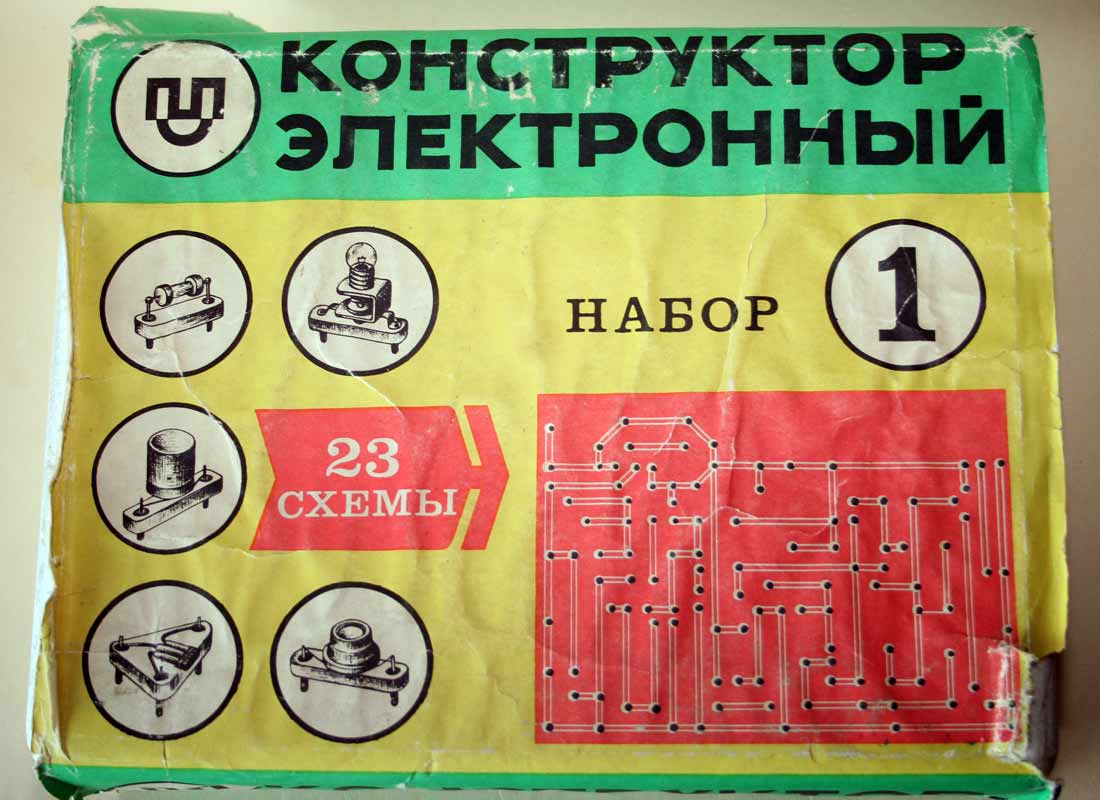 КОНСТРУКТОР
ЭЛЕКТРОННЫЙ
НАБОР 1
23
СХЕМЫ